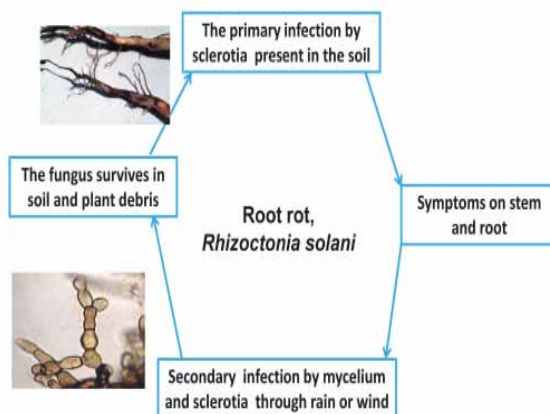 The primary infection by
sclerotia present in the soil
The fungus survives in
soil and plant debris
Symptoms on stem
and root
Root rot,
Rhizoctonia solani
Secondary infection by mycelium
and sclerotia through rain or wind